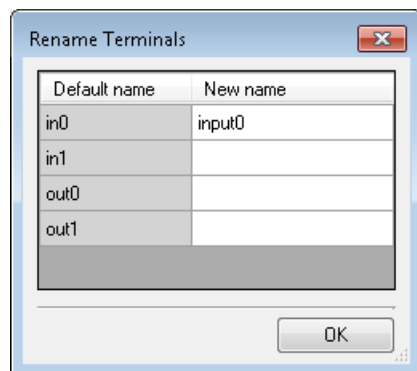 Rename Terminals
Default name New name
in0 input0
in1
out0
out1
OK